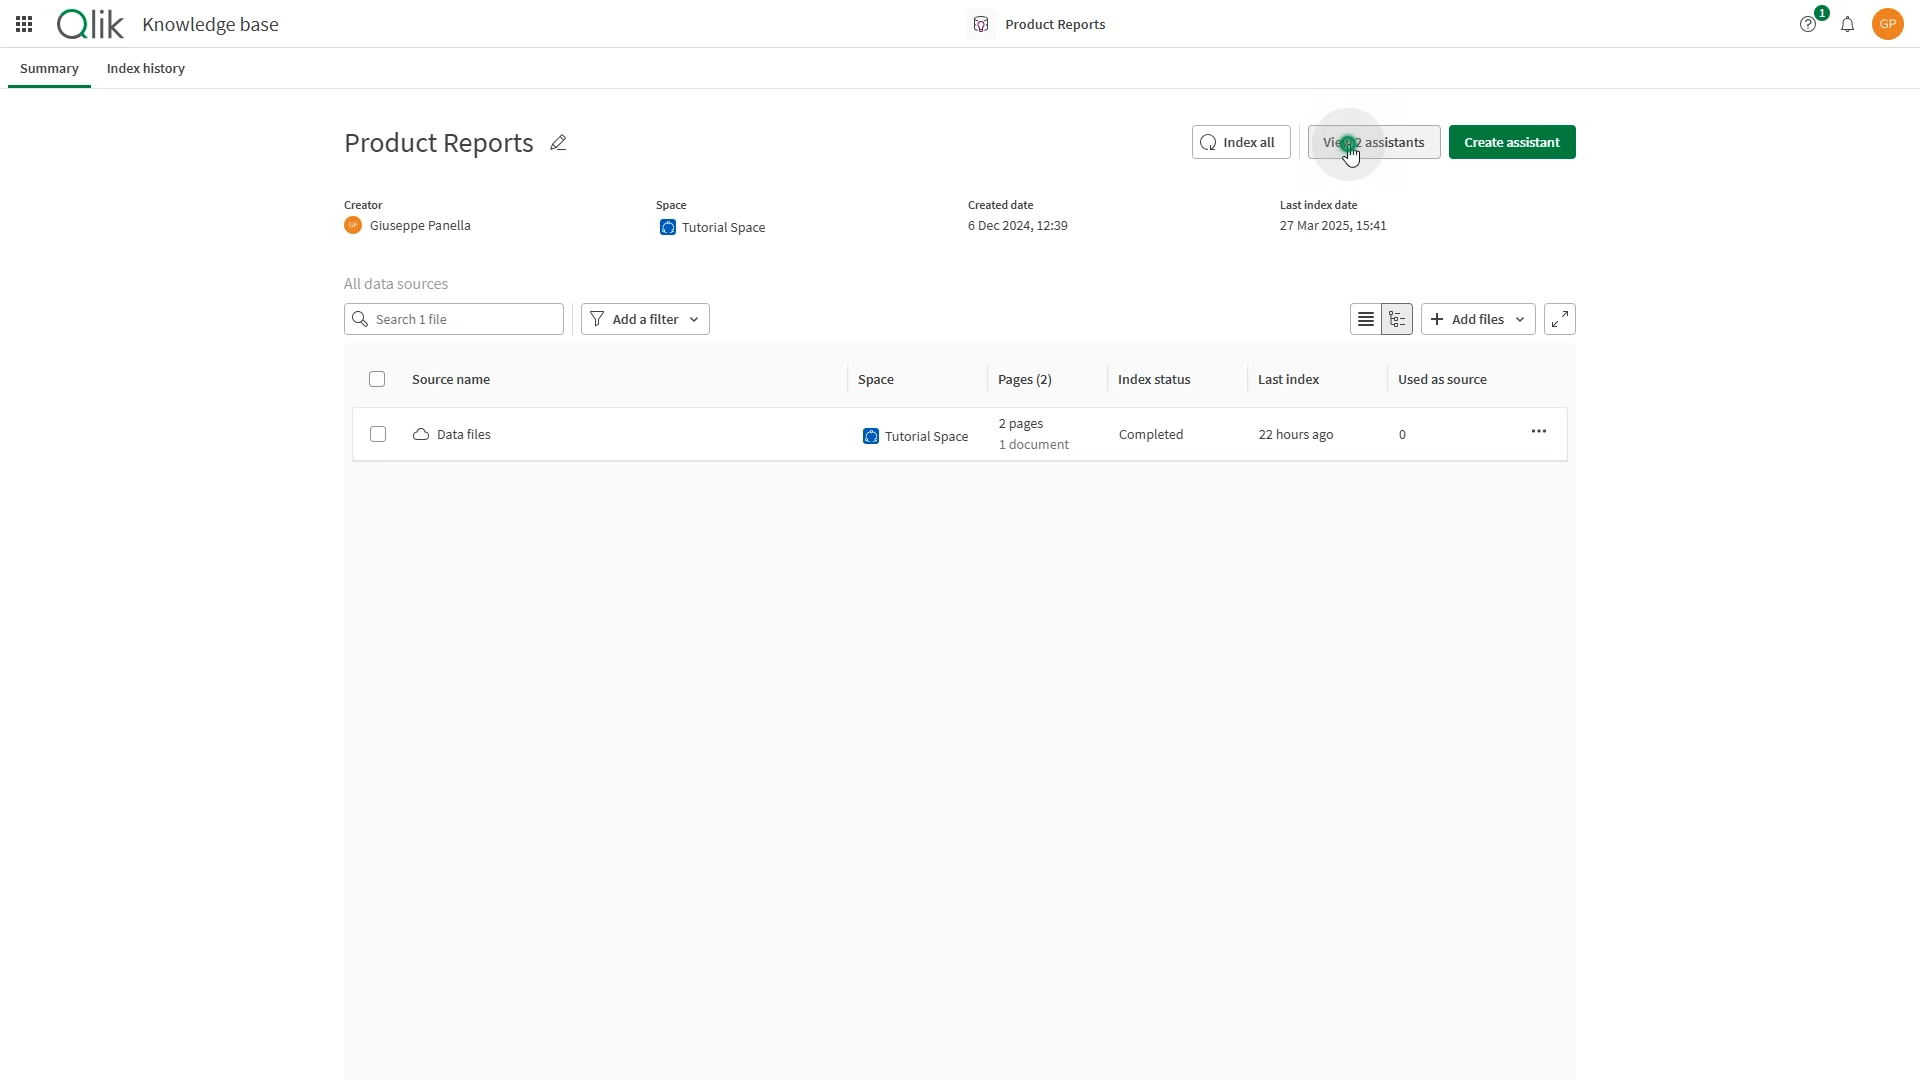 Qlik Knowledge base
Product Reports
1
GP
Summary
Index history
Product Reports
Index all
2 assistants
Create assistant
Creator
GP Giuseppe Panella
Space
Tutorial Space
Created date
6 Dec 2024, 12:39
Last index date
27 Mar 2025, 15:41
All data sources
Search 1 file
Add a filter
Add files
Source name
Space
Pages (2)
Index status
Last index
Used as source
Data files
Tutorial Space
2 pages
1 document
Completed
22 hours ago
0